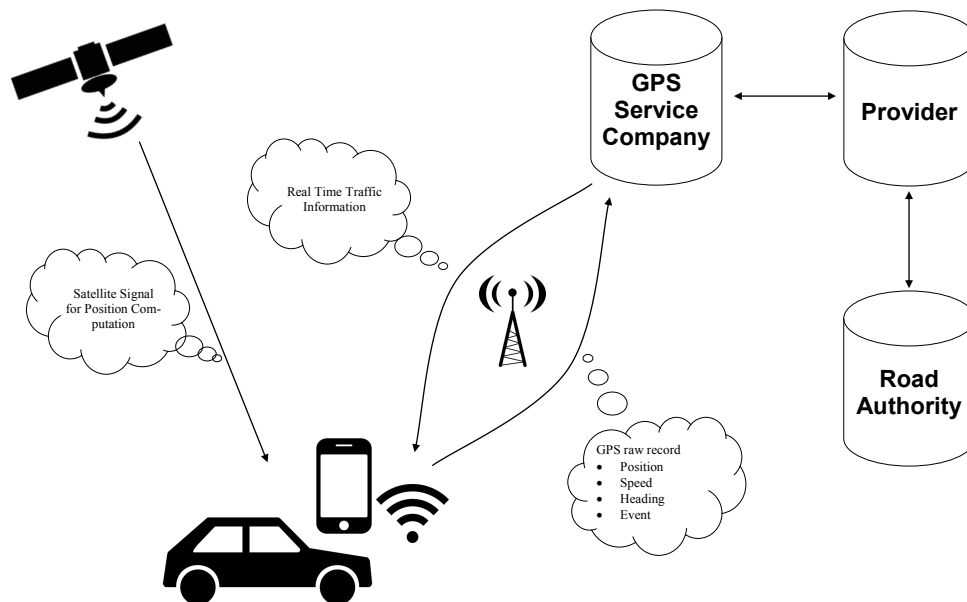 GPS
Service
Company
Provider
Real Time Traffic
Information
Satellite Signal
for Position Com-
putation
Road
Authority
GPS raw record
• Position
• Speed
• Heading
• Event